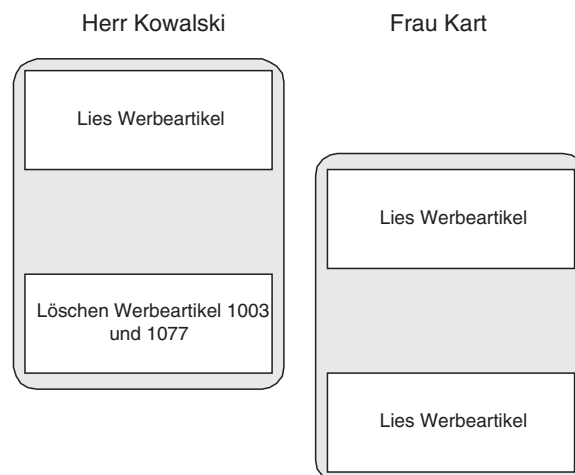 Herr Kowalski
Frau Kart
Lies Werbeartikel
Lies Werbeartikel
Löschen Werbeartikel 1003
und 1077
Lies Werbeartikel